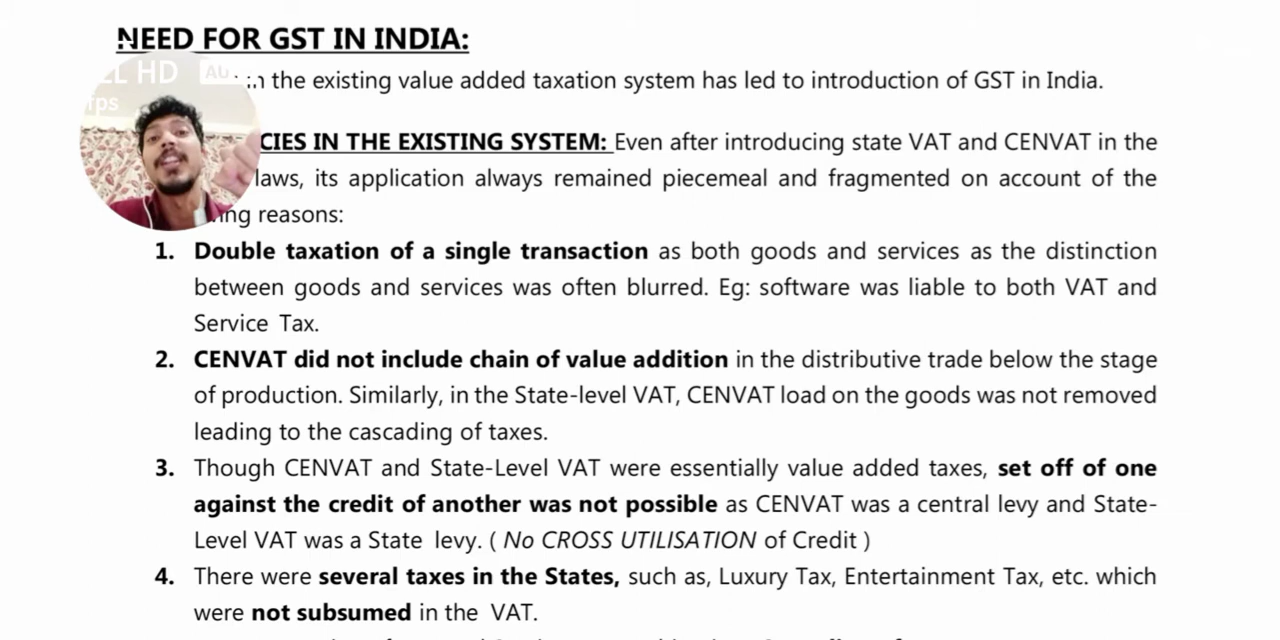 NEED FOR GST IN INDIA:
HD AU
fps
in the existing value added taxation system has led to introduction of GST in India.
CIES IN THE EXISTING SYSTEM: Even after introducing state VAT and CENVAT in the
laws, its application always remained piecemeal and fragmented on account of the
ng reasons:
1. Double taxation of a single transaction as both goods and services as the distinction
between goods and services was often blurred. Eg: software was liable to both VAT and
Service Tax.
2. CENVAT did not include chain of value addition in the distributive trade below the stage
of production. Similarly, in the State-level VAT, CENVAT load on the goods was not removed
leading to the cascading of taxes.
3. Though CENVAT and State-Level VAT were essentially value added taxes, set off of one
against the credit of another was not possible as CENVAT was a central levy and State-
Level VAT was a State levy. ( No CROSS UTILISATION of Credit )
4. There were several taxes in the States, such as, Luxury Tax, Entertainment Tax, etc. which
were not subsumed in the VAT.